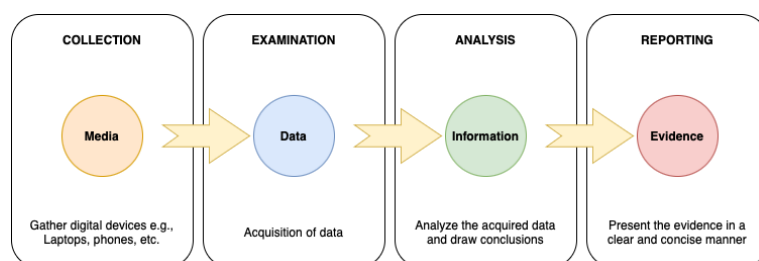 COLLECTION
Media
Gather digital devices e.g.,
Laptops, phones, etc.
EXAMINATION
Data
Acquisition of data
ANALYSIS
Information
Analyze the acquired data
and draw conclusions
REPORTING
Evidence
Present the evidence in a
clear and concise manner